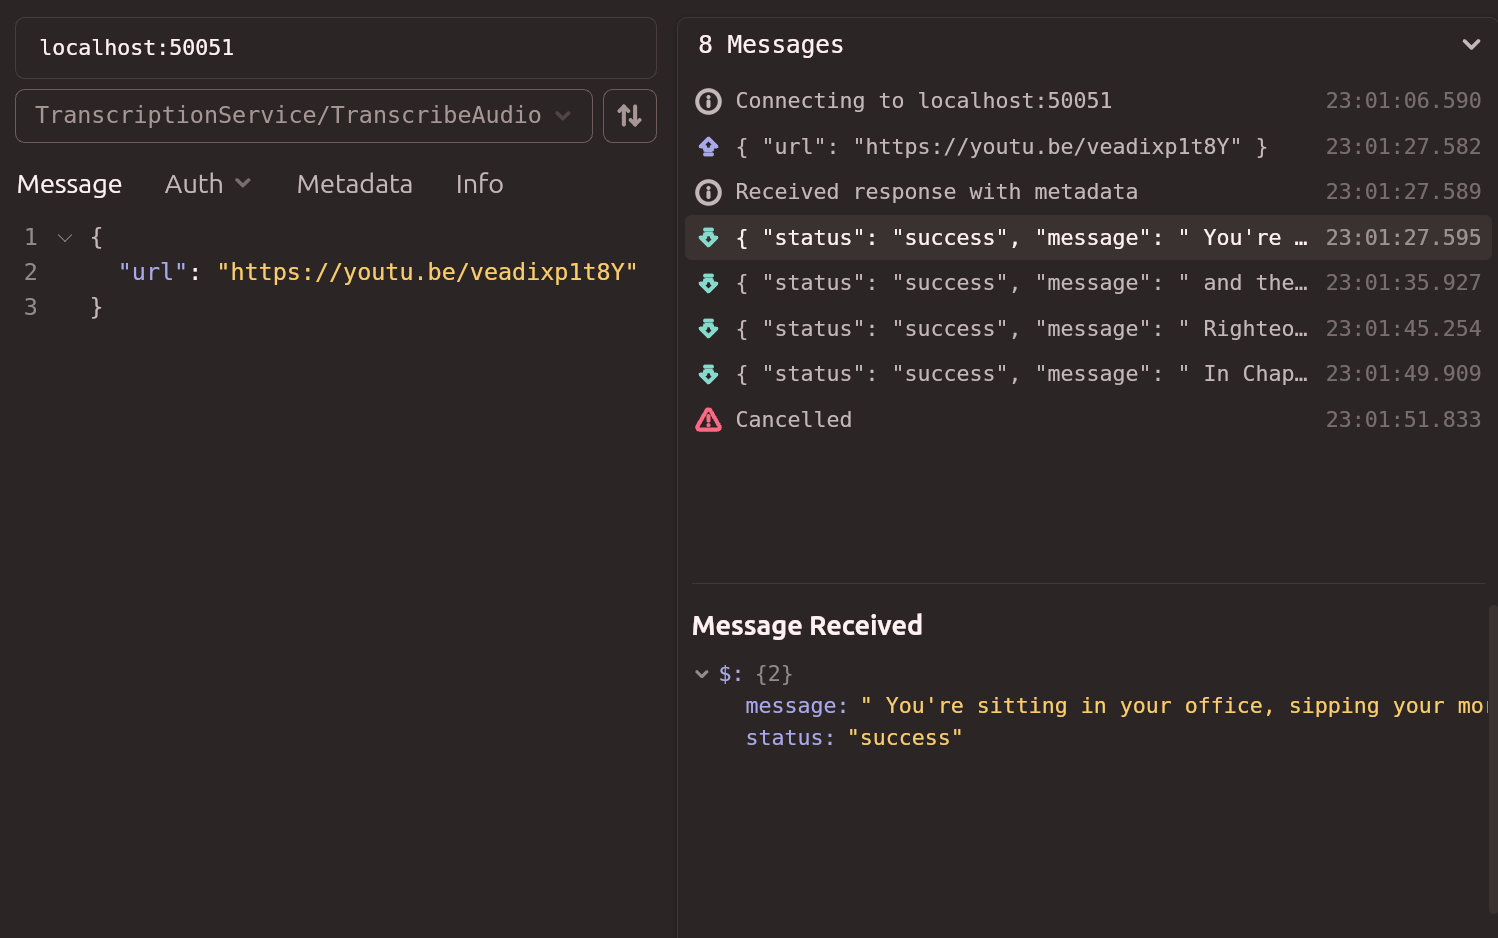 localhost:50051
TranscriptionService/TranscribeAudio
Message Auth Metadata Info
1 {
2 "url": "https://youtu.be/veadixp1t8Y"
3 }
8 Messages
Connecting to localhost:50051 23:01:06.590
{ "url": "https://youtu.be/veadixp1t8Y" } 23:01:27.582
Received response with metadata 23:01:27.589
{ "status": "success", "message": " You're … 23:01:27.595
{ "status": "success", "message": " and the… 23:01:35.927
{ "status": "success", "message": " Righteo… 23:01:45.254
{ "status": "success", "message": " In Chap… 23:01:49.909
Cancelled 23:01:51.833
Message Received
$: {2}
message: " You're sitting in your office, sipping your
status: "success"